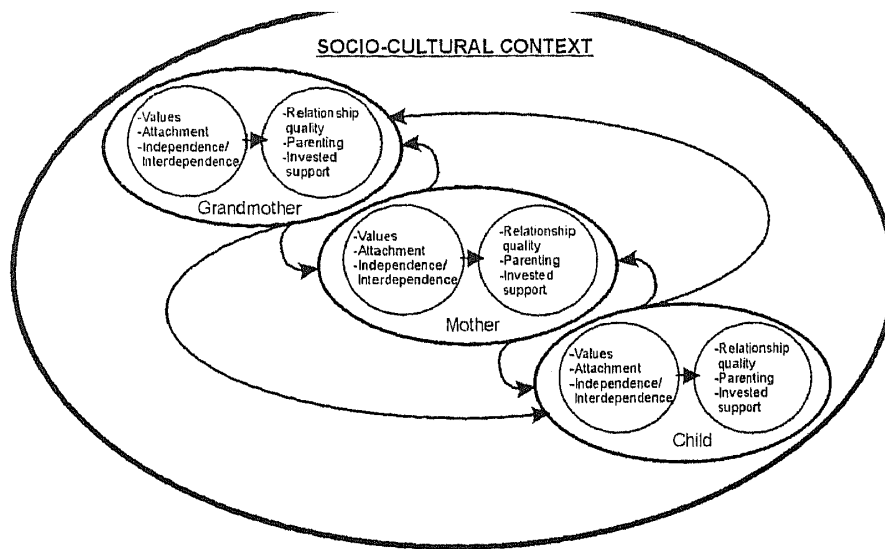 SOCIO-CULTURAL CONTEXT
-Values
-Attachment
-Independence/
Interdependence
-Relationship
quality
-Parenting
-Invested
support
Grandmother
-Values
-Attachment
-Independence/
Interdependence
-Relationship
quality
-Parenting
-Invested
support
Mother
-Values
-Attachment
-Independence/
Interdependence
-Relationship
quality
-Parenting
-Invested
support
Child